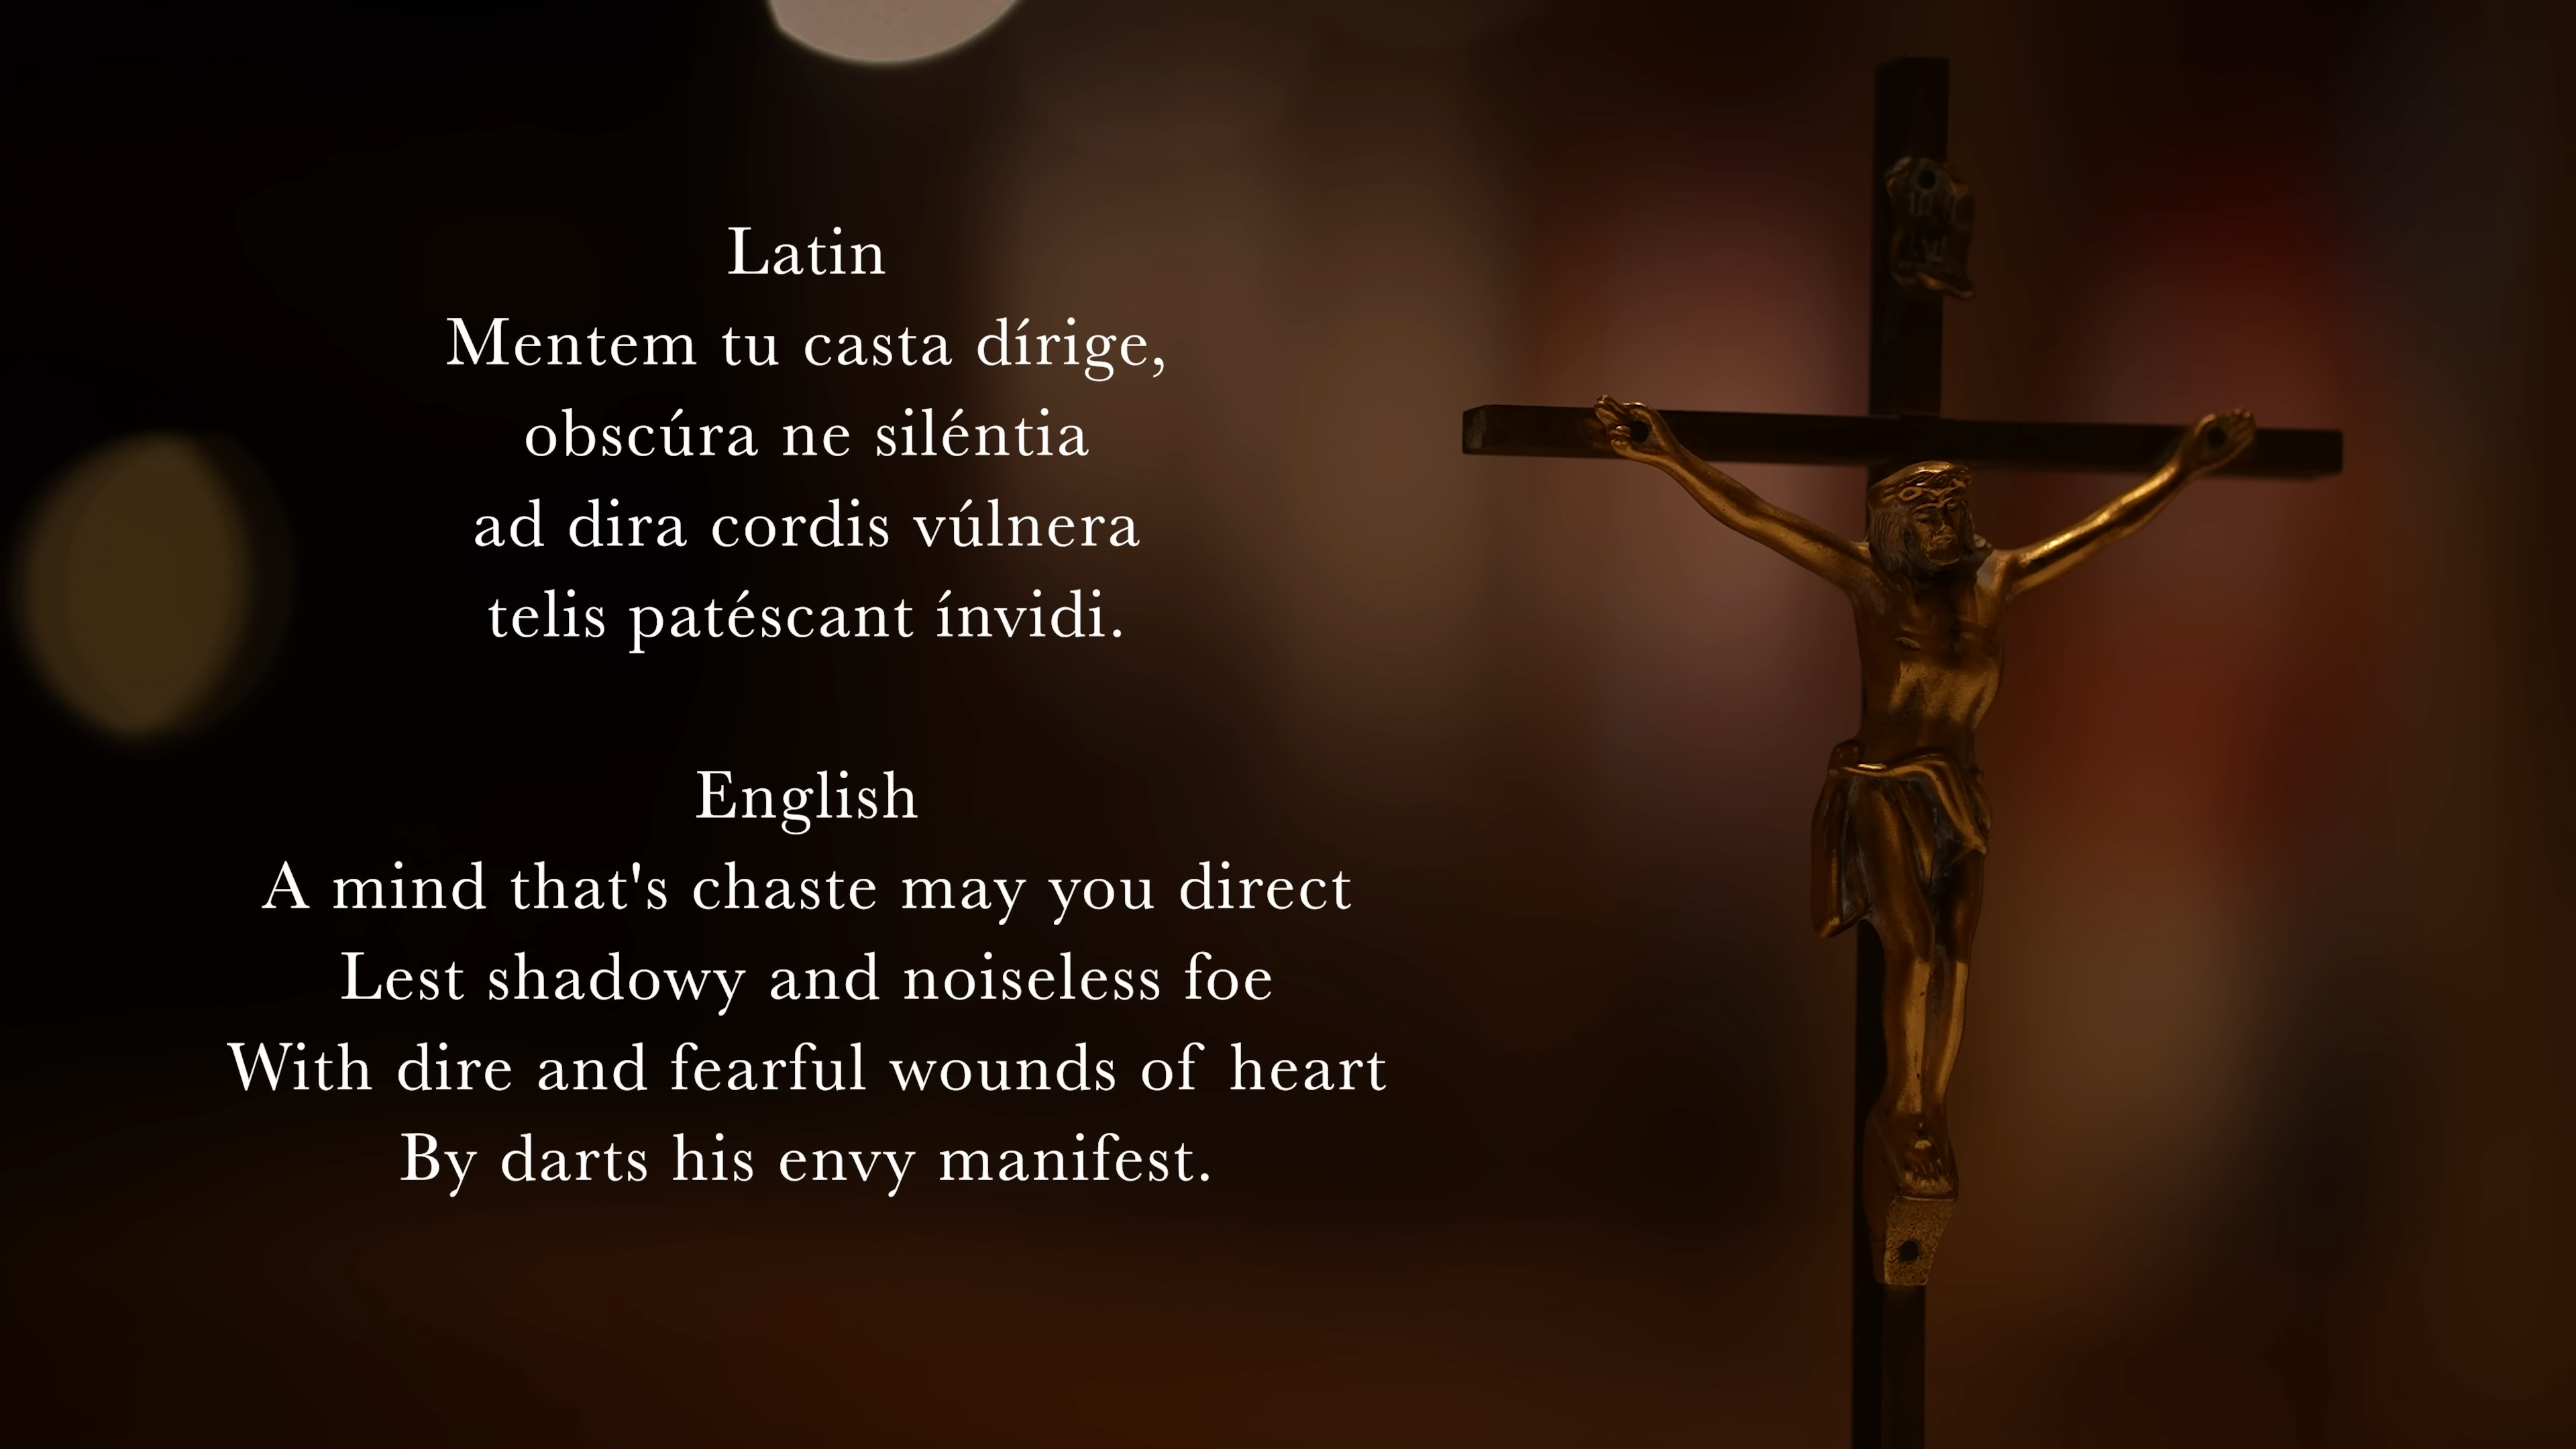 Latin
Mentem tu casta dírige,
obscúra ne siléntia
ad dira cordis vúlnera
telis patéscant ínvidi.
English
A mind that's chaste may you direct
Lest shadowy and noiseless foe
With dire and fearful wounds of heart
By darts his envy manifest.